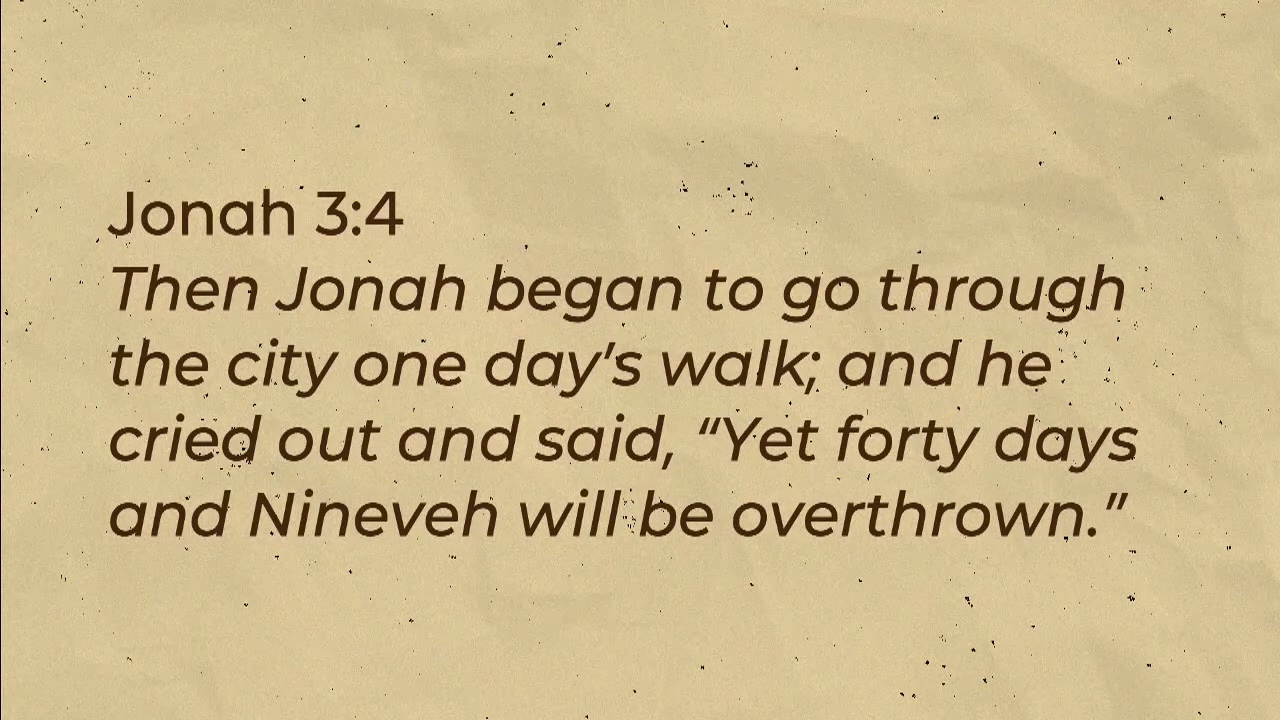 Jonah 3:4
Then Jonah began to go through
the city one day’s walk; and he
cried out and said, “Yet forty days
and Nineveh will be overthrown.”